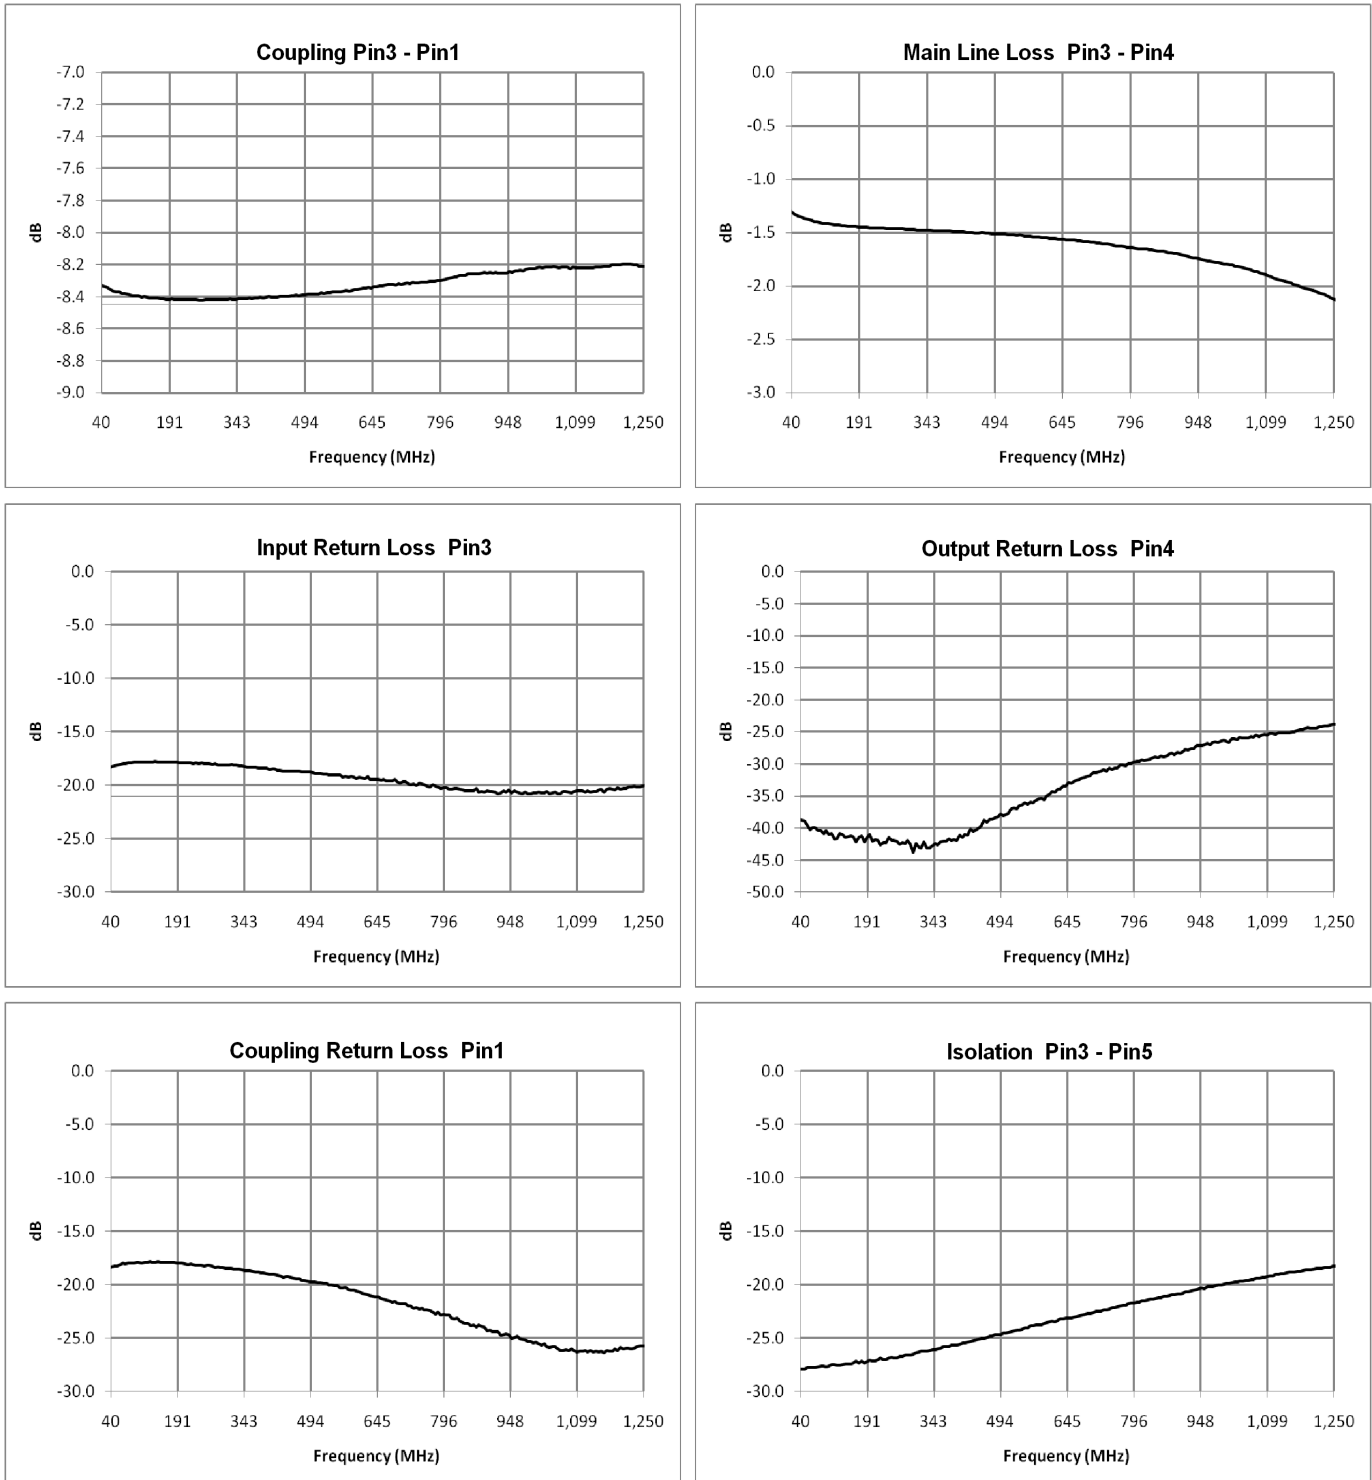 Coupling Pin3 - Pin1
-7.0
-7.2
-7.4
-7.6
-7.8
-8.0
-8.2
-8.4
-8.6
-8.8
-9.0
dB
40 191 343 494 645 796 948 1,099 1,250
Frequency (MHz)
Main Line Loss Pin3 - Pin4
0.0
-0.5
-1.0
-1.5
-2.0
-2.5
-3.0
dB
40 191 343 494 645 796 948 1,099 1,250
Frequency (MHz)
Input Return Loss Pin3
0.0
-5.0
-10.0
-15.0
-20.0
-25.0
-30.0
dB
40 191 343 494 645 796 948 1,099 1,250
Frequency (MHz)
Output Return Loss Pin4
0.0
-5.0
-10.0
-15.0
-20.0
-25.0
-30.0
-35.0
-40.0
-45.0
-50.0
dB
40 191 343 494 645 796 948 1,099 1,250
Frequency (MHz)
Coupling Return Loss Pin1
0.0
-5.0
-10.0
-15.0
-20.0
-25.0
-30.0
dB
40 191 343 494 645 796 948 1,099 1,250
Frequency (MHz)
Isolation Pin3 - Pin5
0.0
-5.0
-10.0
-15.0
-20.0
-25.0
-30.0
dB
40 191 343 494 645 796 948 1,099 1,250
Frequency (MHz)